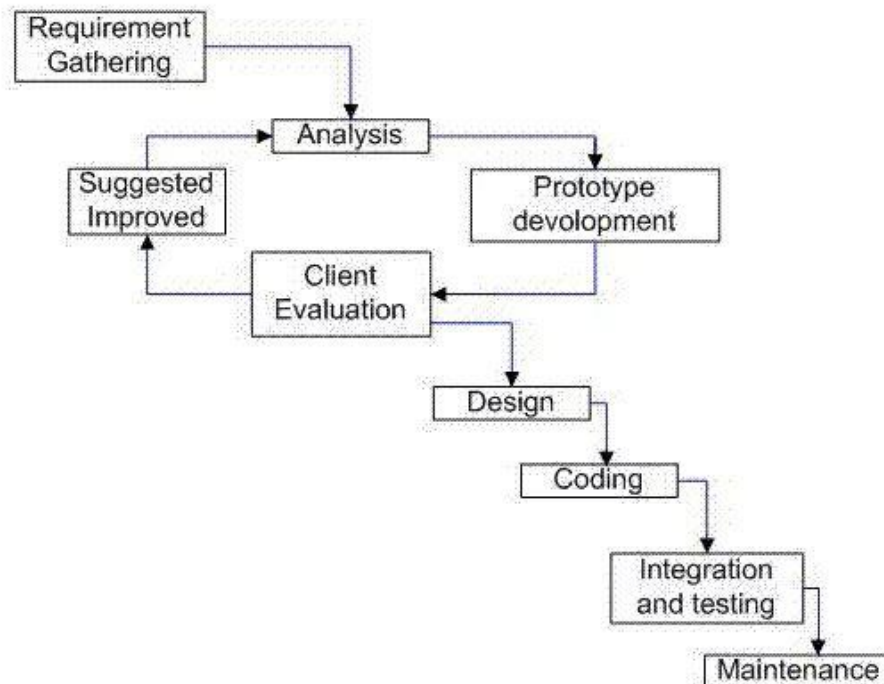 Requirement
Gathering
Analysis
Suggested
Improved
Prototype
devolopment
Client
Evaluation
Design
Coding
Integration
and testing
Maintenance